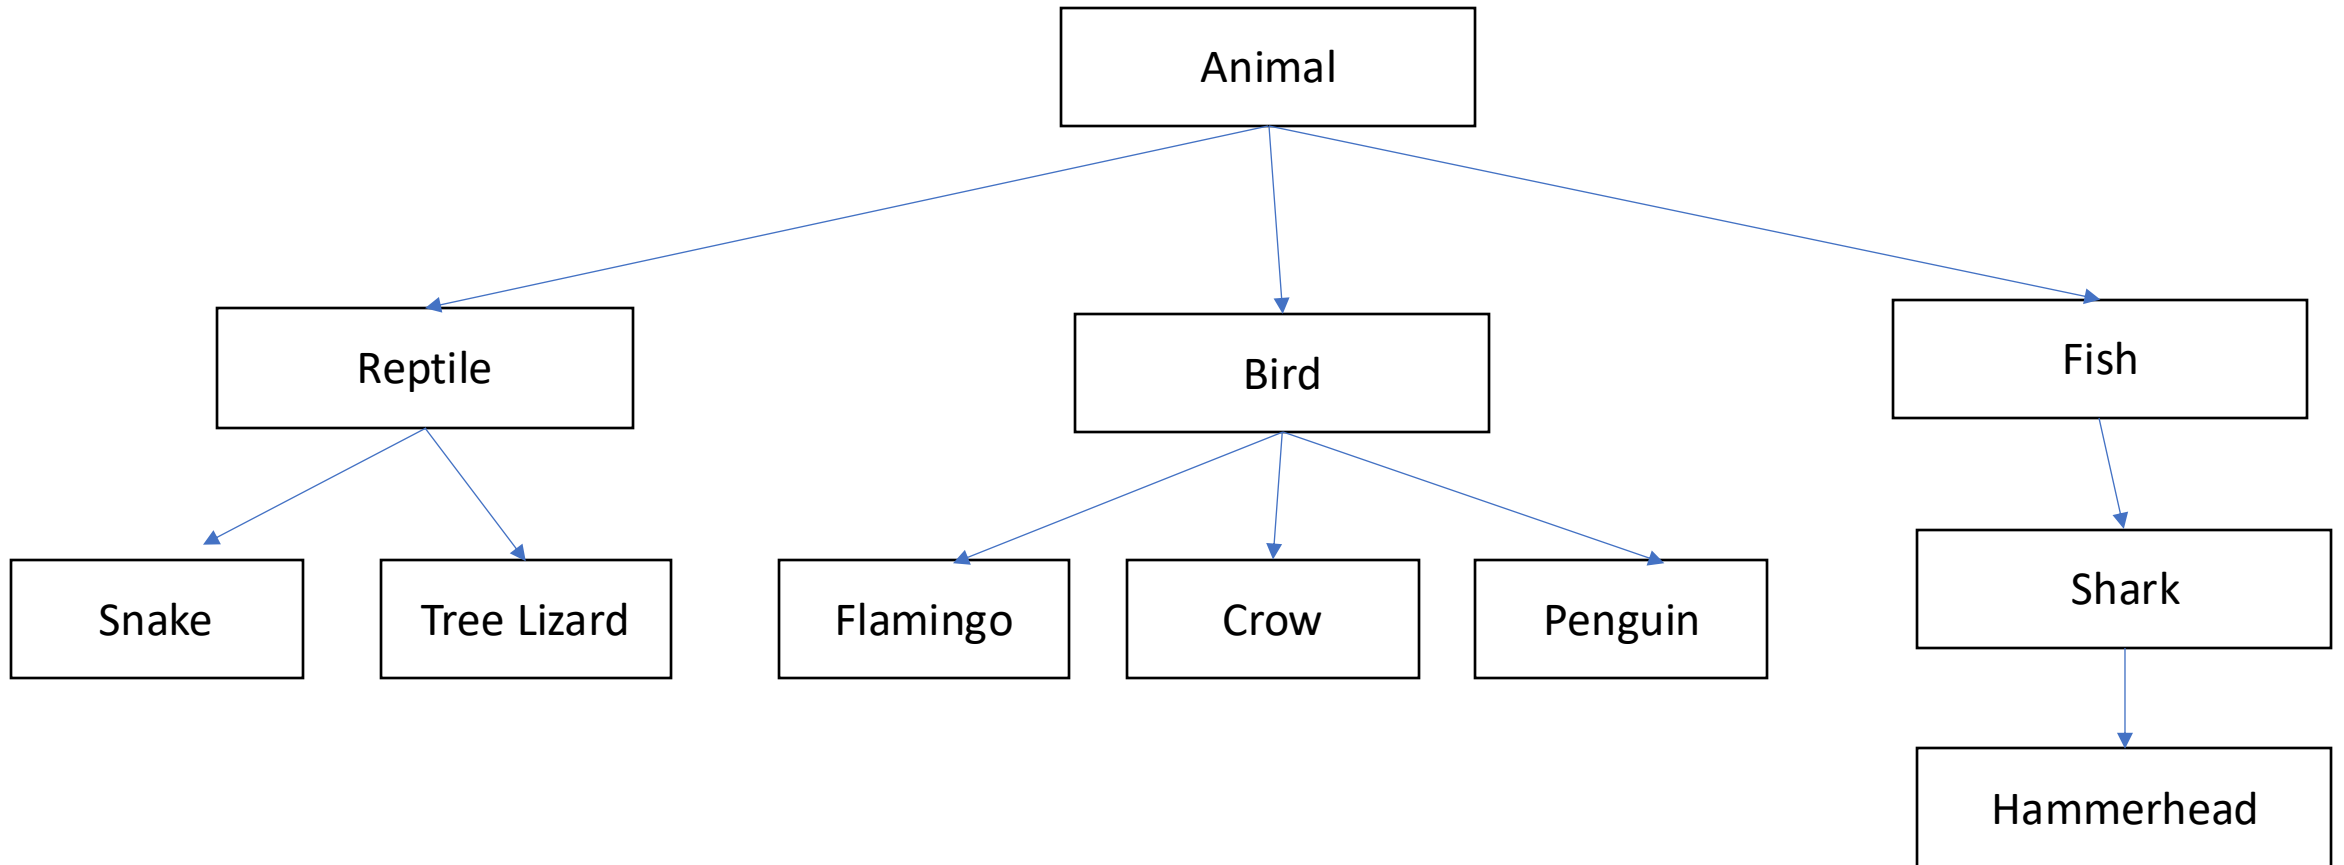 Animal
Reptile
Bird
Fish
Snake
Tree Lizard
Flamingo
Crow
Penguin
Shark
Hammerhead